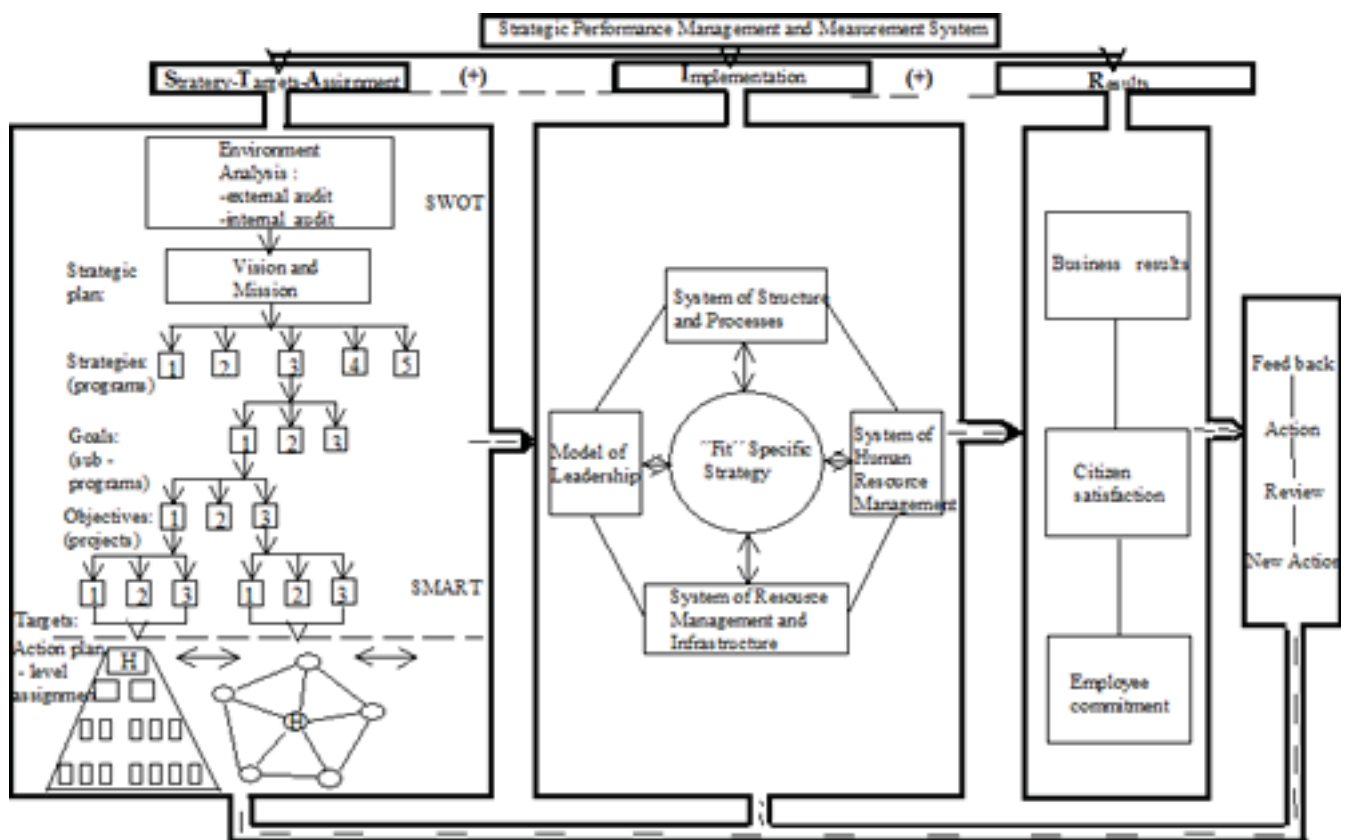 Strategic Performance Management and Measurement System
Strategy-Targets-Assignment
(+)
Implementation
(+)
Results
Environment
Analysis :
-external audit
-internal audit
SWOT
Strategic
plan:
Vision and
Mission
Strategies:
(programs)
1 2 3 4 5
Goals:
(sub -
programs)
1 2 3
Objectives:
(projects)
1 2 3
1 2 3 1 2 3
SMART
Targets:
Action plan
- level
assignmen
H
H
System of Structure
and Processes
Model of
Leadership
"Fit" Specific
Strategy
System of
Human
Resource
Management
System of Resource
Management and
Infrastructure
Business results
Citizen
satisfaction
Employee
commitment
Feed back
Action
Review
New Action